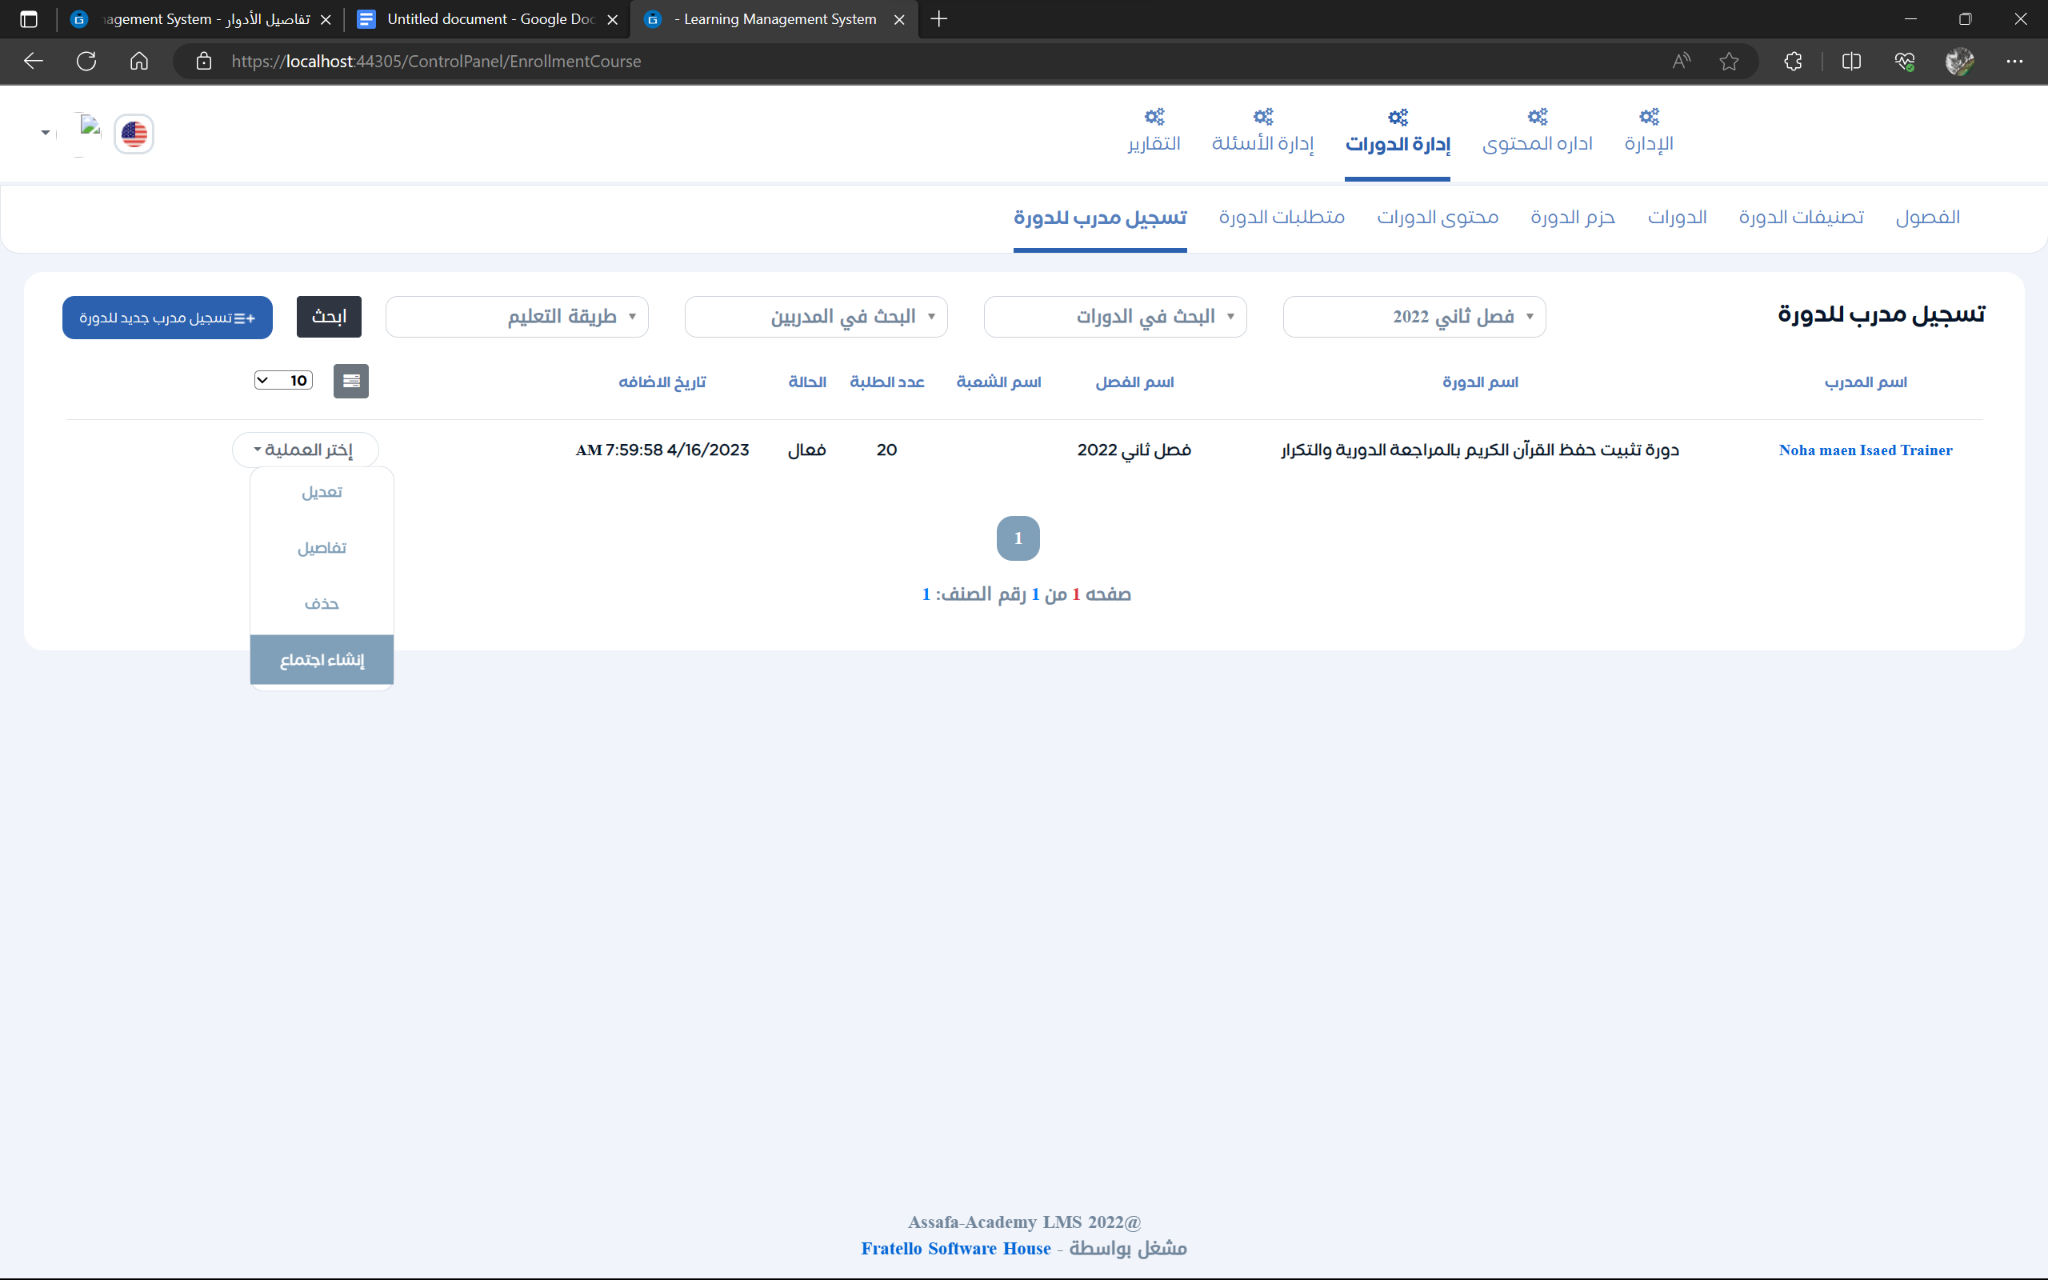 تفاصيل الأدوار - agement System
Untitled document - Google Doc
- Learning Management System
https://localhost:44305/ControlPanel/EnrollmentCourse
الإدارة
اداره المحتوى
إدارة الدورات
إدارة الأسئلة
التقارير
الفصول
تصنيفات الدورة
الدورات
حزم الدورة
محتوى الدورات
متطلبات الدورة
تسجيل مدرب للدورة
تسجيل مدرب للدورة
فصل ثاني 2022
البحث في الدورات
البحث في المدربين
طريقة التعليم
ابحث
تسجيل مدرب جديد للدورة
اسم المدرب
اسم الدورة
اسم الفصل
اسم الشعبة
عدد الطلبة
الحالة
تاريخ الاضافه
10
Noha maen Isaed Trainer
دورة تثبيت حفظ القرآن الكريم بالمراجعة الدورية والتكرار
فصل ثاني 2022
20
فعال
AM 7:59:58 4/16/2023
إختر العملية
تعديل
تفاصيل
حذف
إنشاء اجتماع
1
صفحه 1 من 1 رقم الصنف: 1
Assafa-Academy LMS 2022@
مشغل بواسطة - Fratello Software House